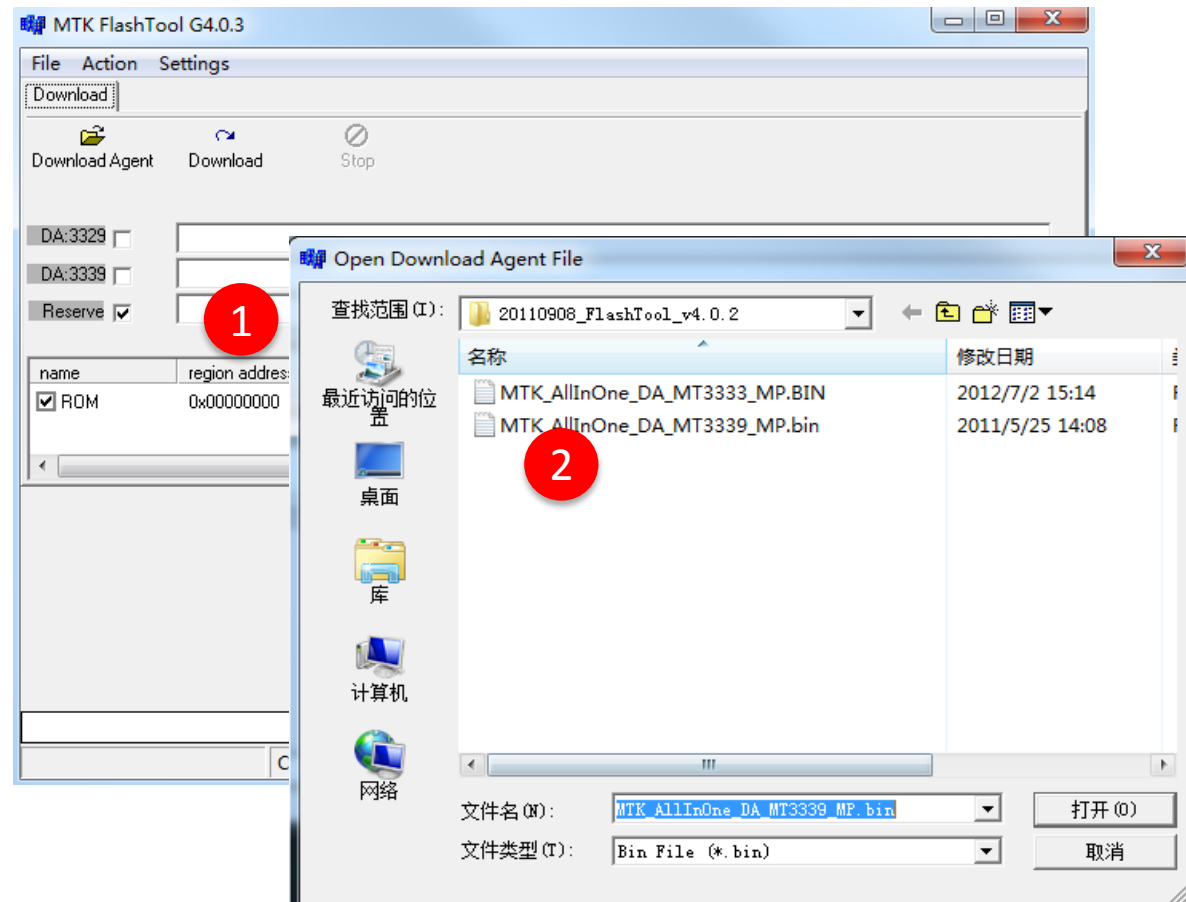 MTK FlashTool G4.0.3
File Action Settings
Download
Download Agent Download Stop
DA:3329
DA:3339
Reserve
1
name region addres
ROM 0x00000000
C
Open Download Agent File
查找范围(I): 20110908_FlashTool_v4.0.2
名称 修改日期
MTK_AllInOne_DA_MT3333_MP.BIN 2012/7/2 15:14
MTK_AllInOne_DA_MT3339_MP.bin 2011/5/25 14:08
2
最近访问的位
置
桌面
库
计算机
网络
文件名(N): MTK_AllInOne_DA_MT3339_MP.bin 打开(O)
文件类型(T): Bin File (*.bin) 取消